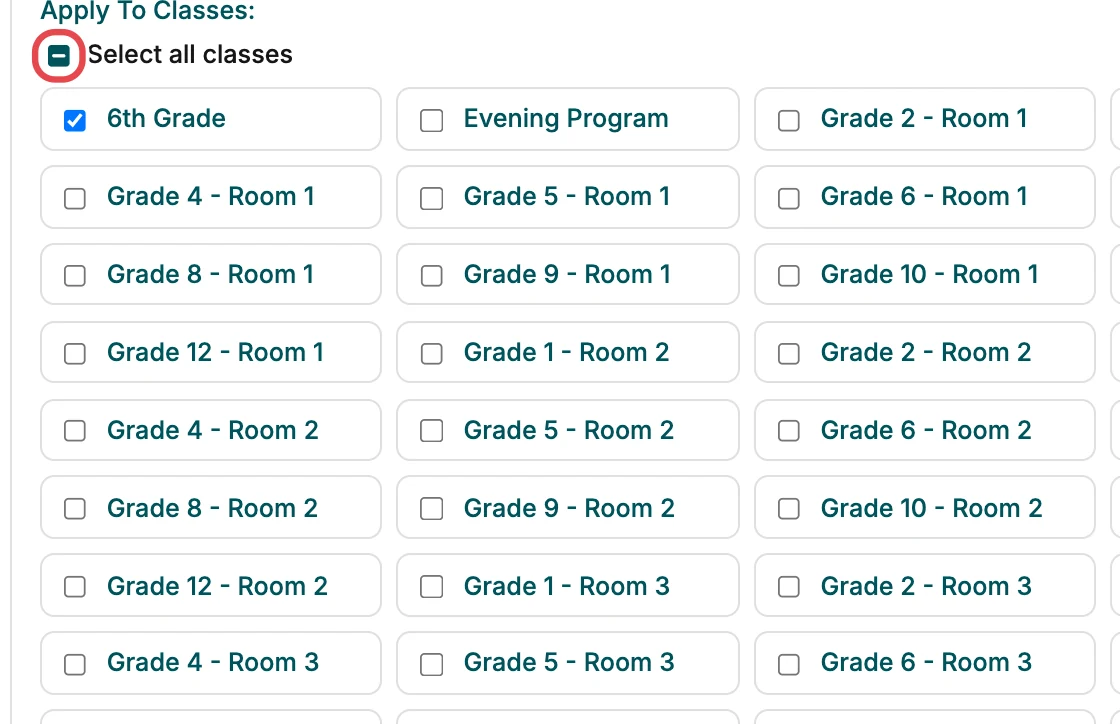 Apply To Classes:
Select all classes
6th Grade
Evening Program
Grade 2 - Room 1
Grade 4 - Room 1
Grade 5 - Room 1
Grade 6 - Room 1
Grade 8 - Room 1
Grade 9 - Room 1
Grade 10 - Room 1
Grade 12 - Room 1
Grade 1 - Room 2
Grade 2 - Room 2
Grade 4 - Room 2
Grade 5 - Room 2
Grade 6 - Room 2
Grade 8 - Room 2
Grade 9 - Room 2
Grade 10 - Room 2
Grade 12 - Room 2
Grade 1 - Room 3
Grade 2 - Room 3
Grade 4 - Room 3
Grade 5 - Room 3
Grade 6 - Room 3